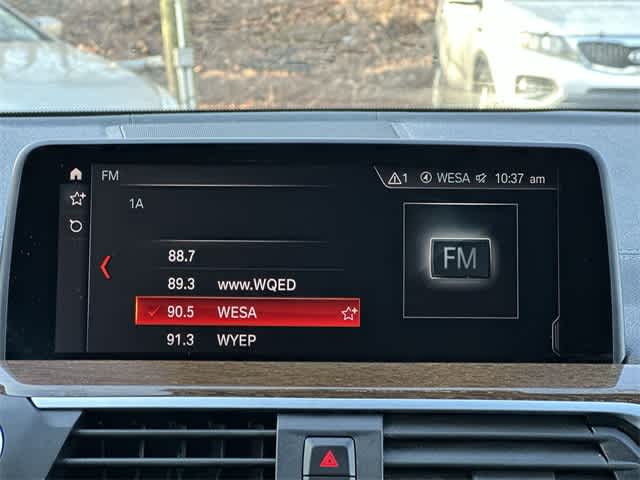 FM
1 WESA 10:37 am
1A
88.7
89.3 www.WQED
90.5 WESA
91.3 WYEP
FM